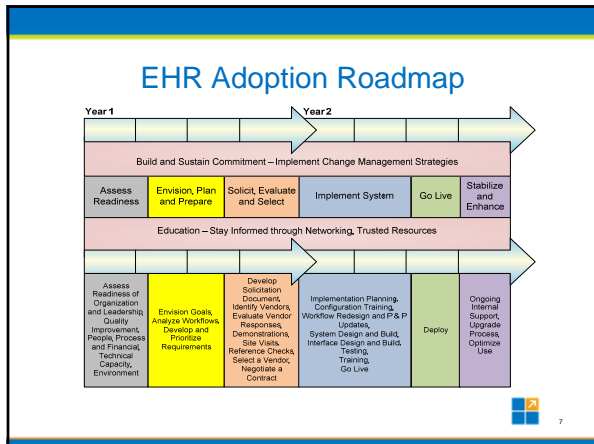 EHR Adoption Roadmap
Year 1
Year 2
Build and Sustain Commitment – Implement Change Management Strategies
Assess
Readiness
Envision, Plan
and Prepare
Solicit, Evaluate
and Select
Implement System
Go Live
Stabilize
and
Enhance
Education – Stay Informed through Networking, Trusted Resources
Assess
Readiness of
Organization
and Leadership,
Quality
Improvement,
People, Process
and Financial,
Technical
Capacity,
Environment
Envision Goals,
Analyze Workflows,
Develop and
Prioritize
Requirements
Develop
Solicitation
Document,
Identify Vendors,
Evaluate Vendor
Responses,
Demonstrations,
Site Visits,
Reference Checks,
Select a Vendor,
Negotiate a
Contract
Implementation Planning,
Configuration Training,
Workflow Redesign and P & P
Updates,
System Design and Build,
Interface Design and Build,
Testing,
Training,
Go Live
Deploy
Ongoing
Internal
Support,
Upgrade
Process,
Optimize
Use
7